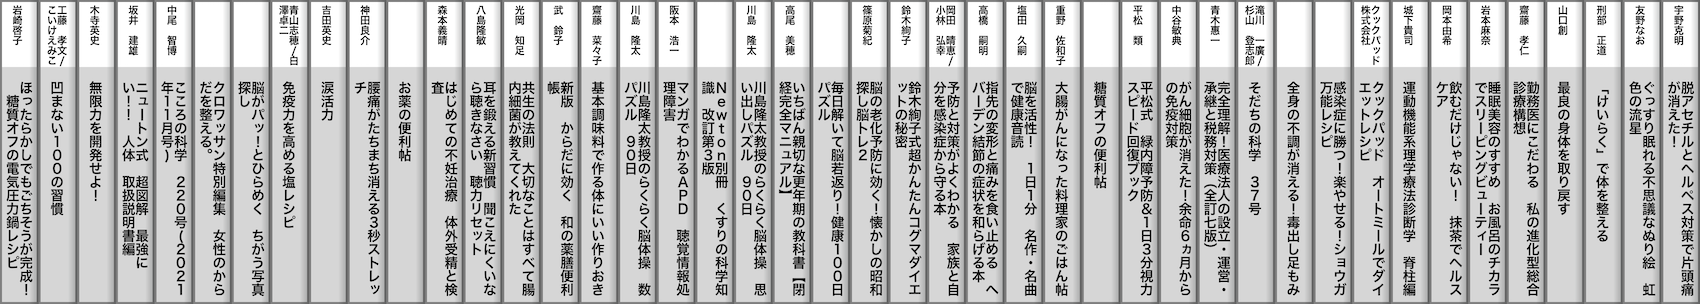 宇野克明
脱アセチルとヘルペス対策で片頭痛
が消えた!
友野なお
ぐっすり眠れる不思議なぬり絵 虹
色の流星
刑部 正道
「けいらく」で体を整える
山口創
最良の身体を取り戻す
齋藤 孝仁
勤務医にこだわる 私の進化型総合
診療構想
岩本麻奈
睡眠美容のすすめ お風呂のチカラ
でスリーピングビューティー
岡本由希
飲むだけじゃない! 抹茶でヘルス
ケア
城下貴司
運動機能系理学療法診断学 脊柱編
クックパッド
株式会社
クックパッド オートミールでダイ
エットレシピ
感染症に勝つ!楽やせる!ショウガ
万能レシピ
全身の不調が消える!毒出し足もみ
滝川 一廣/
杉山 登志郎
そだちの科学 37号
青木惠一
完全理解!医療法人の設立・運営・
承継と税務対策(全訂七版)
中谷敏典
がん細胞が消えた!余命6ヵ月から
の免疫対策
平松 類
平松式 緑内障予防&1日3分視力
スピード回復ブック
糖質オフの便利帖
重野 佐和子
大腸がんになった料理家のごはん帖
塩田 久嗣
脳を活性! 1日1分 名作・名曲
で健康音読
高橋 嗣明
指先の変形と痛みを食い止める ヘ
バーデン結節の症状を和らげる本
岡田 晴恵/
小林 弘幸
予防と対策がよくわかる 家族と自
分を感染症から守る本
鈴木絢子
鈴木絢子式超かんたんコグマダイエ
ットの秘密
篠原菊紀
脳の老化予防に効く!懐かしの昭和
探し脳トレ2
毎日解いて脳若返り!健康100日
パズル
高尾 美穂
いちばん親切な更年期の教科書【閉
経完全マニュアル】
川島 隆太
川島隆太教授のらくらく脳体操 思
い出しパズル 90日
Newton別冊 くすりの科学知
識 改訂第3版
阪本 浩一
マンガでわかるAPD 聴覚情報処
理障害
川島 隆太
川島隆太教授のらくらく脳体操 数
パズル 90日
齋藤 菜々子
基本調味料で作る体にいい作りおき
武 鈴子
新版 からだに効く 和の薬膳便利
帳
光岡 知足
共生の法則 大切なことはすべて腸
内細菌が教えてくれた
八島隆敏
耳を鍛える新習慣 聞こえにくいな
ら聴きなさい 聴力リセット
森本義晴
はじめての不妊治療 体外受精と検
査
お薬の便利帖
神田良介
腰痛がたちまち消える3秒ストレッ
チ
吉田英史
涙活力
青山志穂/白
澤卓二
免疫力を高める塩レシピ
脳がパッ!とひらめく ちがう写真
探し
クロワッサン特別編集 女性のから
だを整える。
中尾 智博
こころの科学 220号(2021
年11月号)
坂井 建雄
ニュートン式 超図解 最強に
い!! 人体 取扱説明書編
木寺英史
無限力を開発せよ!
工藤 孝文/
こいけえみこ
凹まない100の習慣
岩﨑啓子
ほったらかしでもごちそうが完成!
糖質オフの電気圧力鍋レシピ